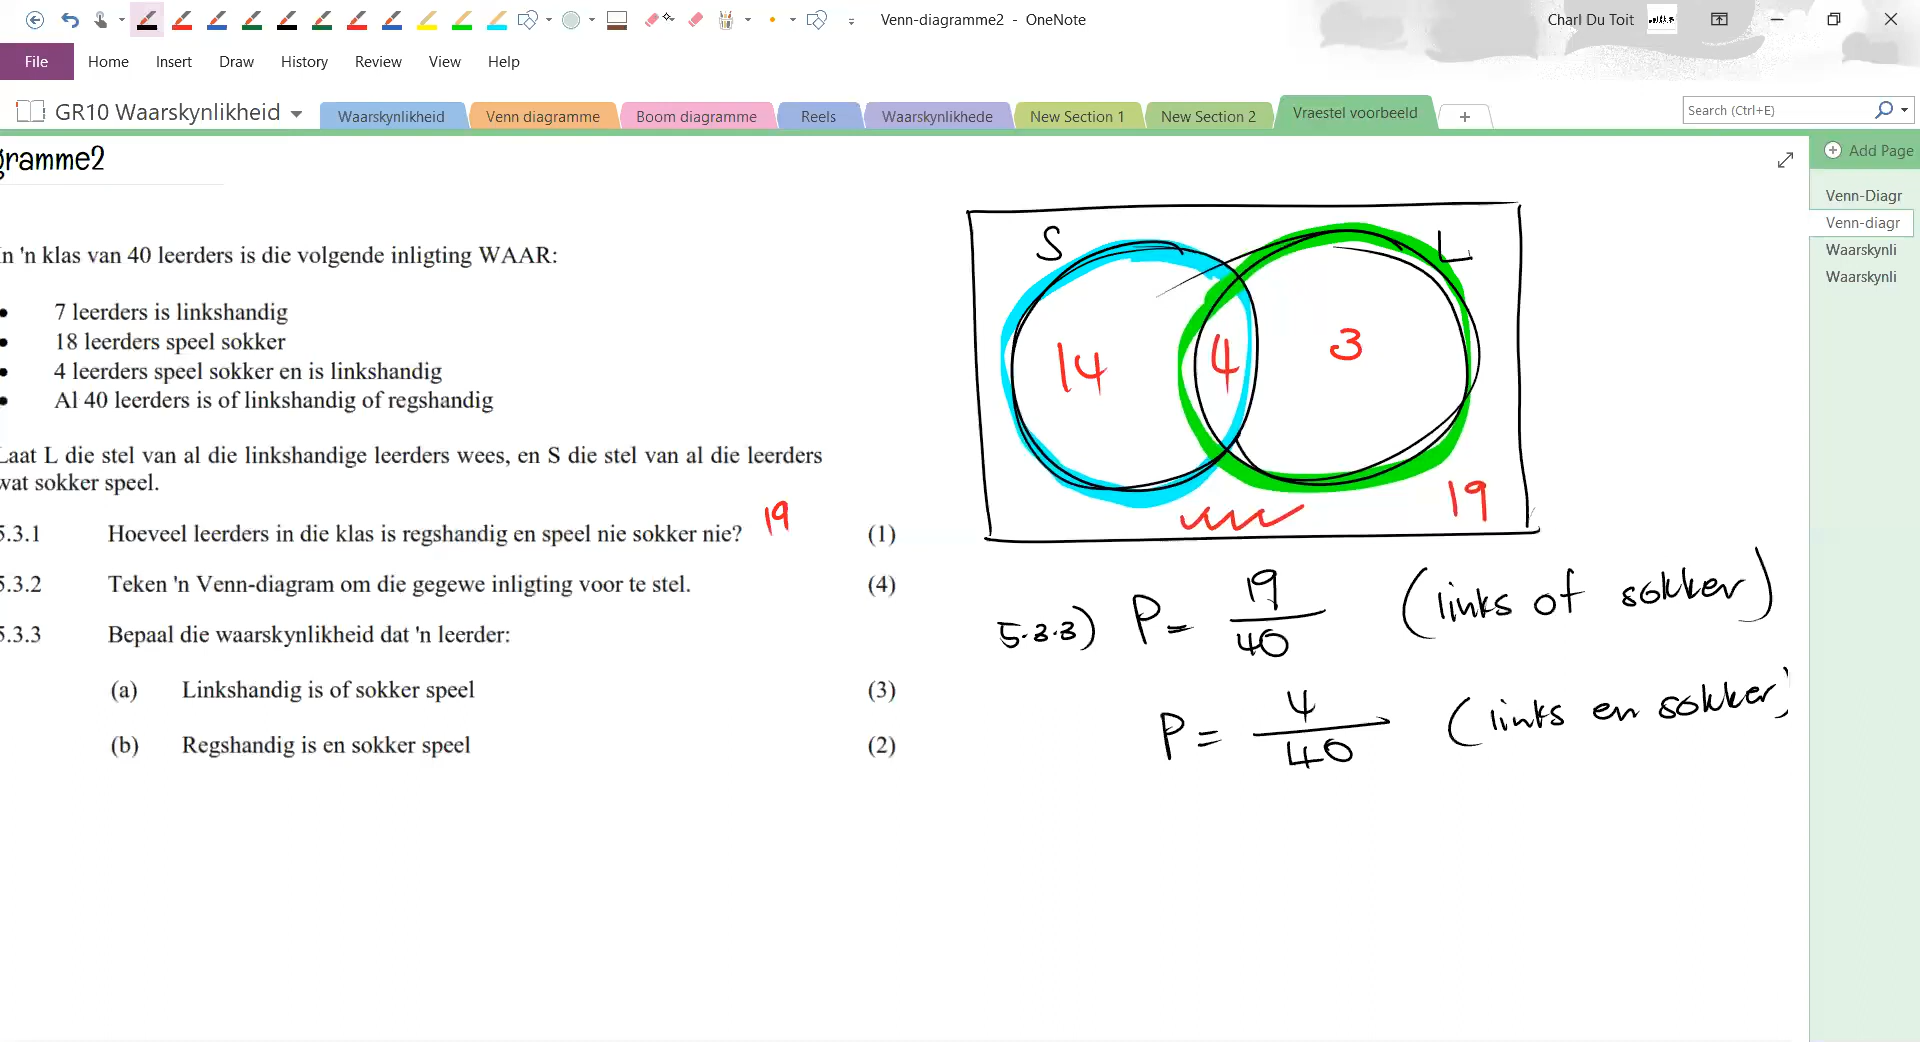 Venn-diagramme2 - OneNote
Charl Du Toit
File Home Insert Draw History Review View Help
GR10 Waarskynlikheid
Waarskynlikheid Venn diagramme Boom diagramme Reels Waarskynlikhede New Section 1 New Section 2 Vraestel voorbeeld +
Search (Ctrl+E)
gramme2
Add Page
Venn-Diagr
Venn-diagr
Waarskynli
Waarskynli
In 'n klas van 40 leerders is die volgende inligting WAAR:
7 leerders is linkshandig
18 leerders speel sokker
4 leerders speel sokker en is linkshandig
Al 40 leerders is of linkshandig of regshandig
Laat L die stel van al die linkshandige leerders wees, en S die stel van al die leerders
wat sokker speel.
5.3.1 Hoeveel leerders in die klas is regshandig en speel nie sokker nie? 19 (1)
5.3.2 Teken 'n Venn-diagram om die gegewe inligting voor te stel. (4)
5.3.3 Bepaal die waarskynlikheid dat 'n leerder:
(a) Linkshandig is of sokker speel (3)
(b) Regshandig is en sokker speel (2)
S L
14 4 3
19
5.3.3) P = 19/40 (links of sokker)
P = 4/40 (links en sokker)